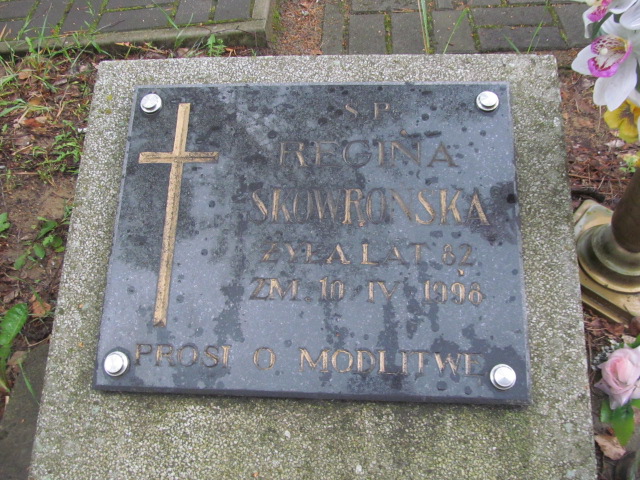 Ś.P.
REGINA
SKOWROŃSKA
ŻYŁA LAT 82
ZM. 10 IV 1998
PROSI O MODLITWĘ